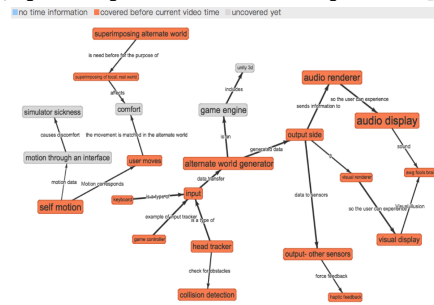 no time information
covered before current video time
uncovered yet
superimposing alternate world
is need before for the purpose of
superimposing of local, real world
affects
unity 3d
includes
simulator sickness
comfort
game engine
audio renderer
causes discomfort
the movement is matched in the alternate world
so the user can experience
sends information to
audio display
is an
output side
motion through an interface
user moves
alternate world generator
generated data
sound
motion data
Motion corresponds
data transfer
visual renderer
self motion
keyboard
input
data to sensors
so the user can experience
example of input tracker
is a type of
game controller
head tracker
output- other sensors
visual display
check for obstacles
force feedback
collision detection
haptic feedback